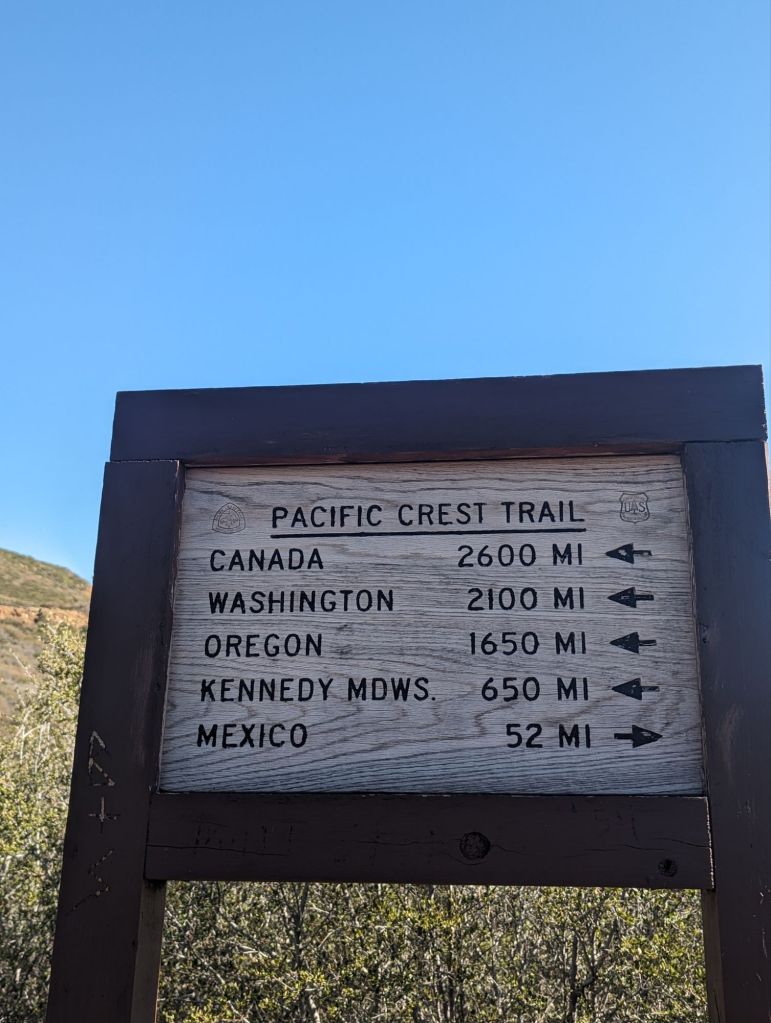 PACIFIC CREST TRAIL
CANADA 2600 MI
WASHINGTON 2100 MI
OREGON 1650 MI
KENNEDY MDWS. 650 MI
MEXICO 52 MI